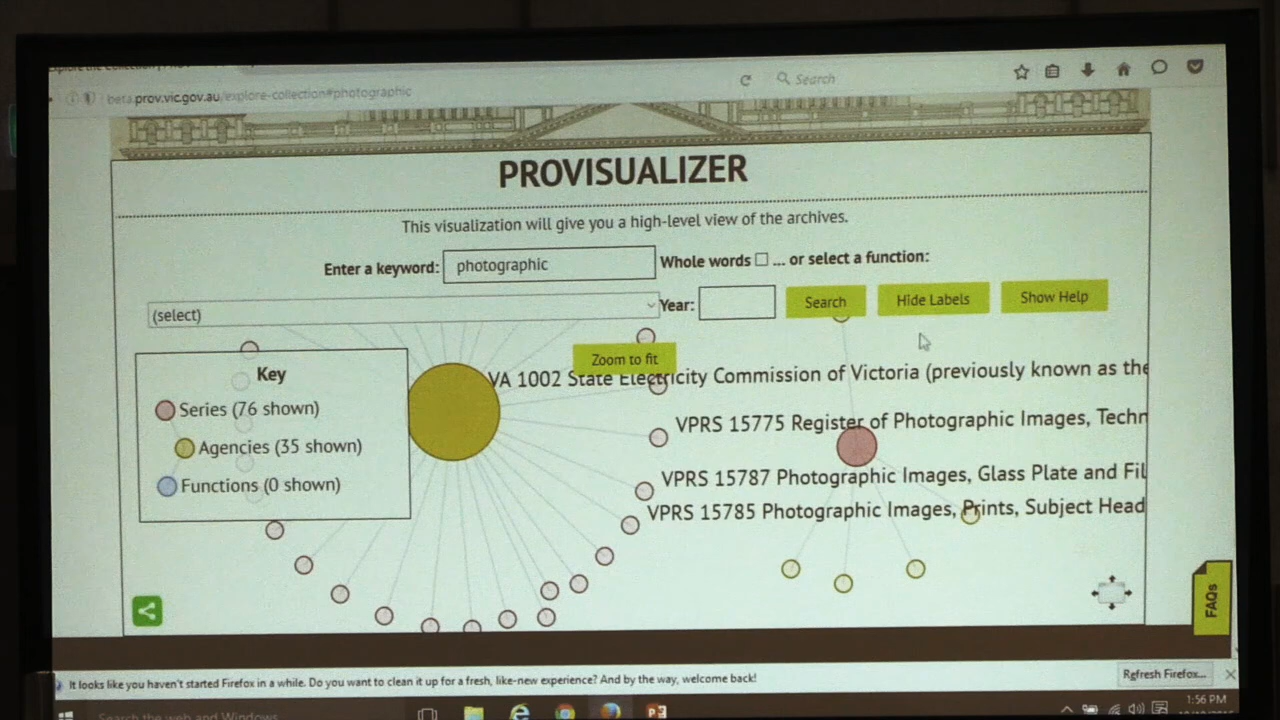 beta.prov.vic.gov.au/explore-collection#photographic
Search
PROVISUALIZER
This visualization will give you a high-level view of the archives.
Enter a keyword: photographic Whole words ... or select a function:
(select) Year: Search Hide Labels Show Help
Zoom to fit
Key
Series (76 shown)
Agencies (35 shown)
Functions (0 shown)
VA 1002 State Electricity Commission of Victoria (previously known as the
VPRS 15775 Register of Photographic Images, Techn
VPRS 15787 Photographic Images, Glass Plate and Fil
VPRS 15785 Photographic Images, Prints, Subject Head
FAQs
It looks like you haven't started Firefox in a while. Do you want to clean it up for a fresh, like-new experience? And by the way, welcome back!
Refresh Firefox...
Search the web and Windows
1:56 PM